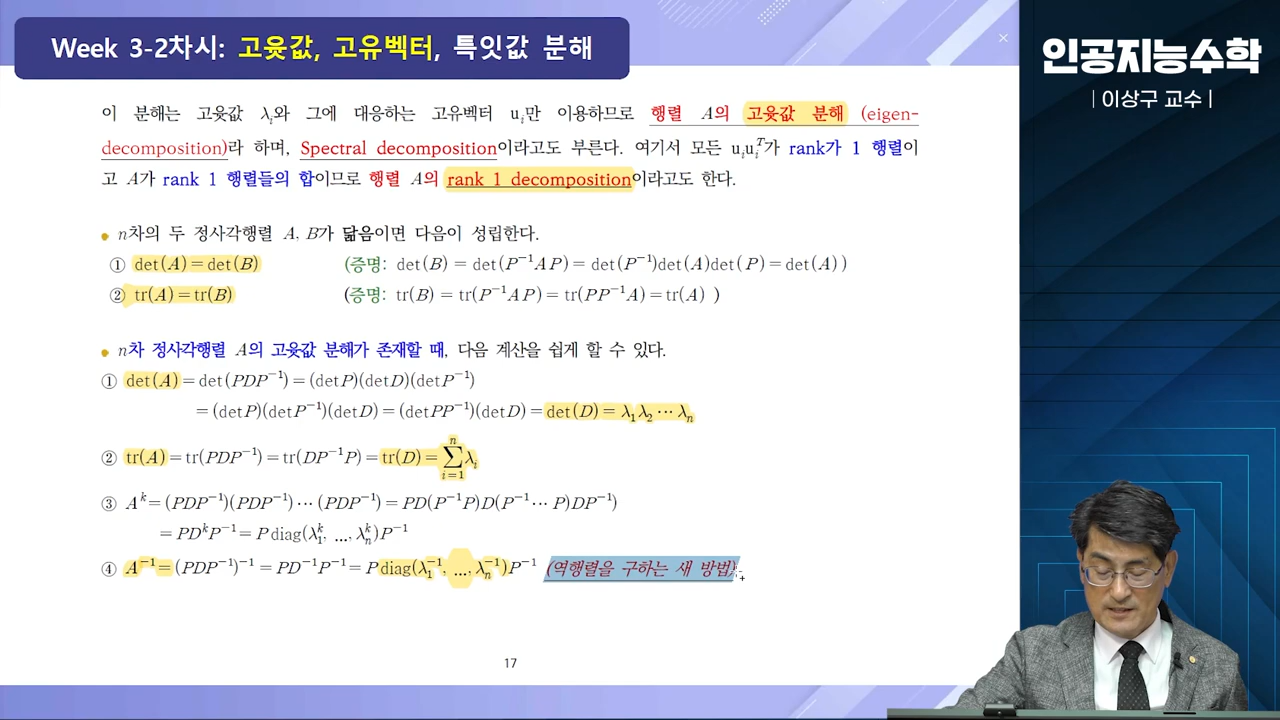 Week 3-2차시: 고윳값, 고유벡터, 특잇값 분해
이 분해는 고윳값 λᵢ와 그에 대응하는 고유벡터 uᵢ만 이용하므로 행렬 A의 고윳값 분해 (eigen-
decomposition)라 하며, Spectral decomposition이라고도 부른다. 여기서 모든 uᵢuᵢᵀ가 rank가 1 행렬이
고 A가 rank 1 행렬들의 합이므로 행렬 A의 rank 1 decomposition이라고도 한다.
• n차의 두 정사각행렬 A, B가 닮음이면 다음이 성립한다.
① det(A) = det(B) (증명: det(B) = det(P⁻¹AP) = det(P⁻¹)det(A)det(P) = det(A))
② tr(A) = tr(B) (증명: tr(B) = tr(P⁻¹AP) = tr(PP⁻¹A) = tr(A) )
• n차 정사각행렬 A의 고윳값 분해가 존재할 때, 다음 계산을 쉽게 할 수 있다.
① det(A) = det(PDP⁻¹) = (detP)(detD)(detP⁻¹)
= (detP)(detP⁻¹)(detD) = (detPP⁻¹)(detD) = det(D) = λ₁λ₂ ⋯ λₙ
② tr(A) = tr(PDP⁻¹) = tr(DP⁻¹P) = tr(D) = ∑ᵢ₌₁ⁿ λᵢ
③ Aᵏ = (PDP⁻¹)(PDP⁻¹) ⋯ (PDP⁻¹) = PD(P⁻¹P)D(P⁻¹⋯ P)DP⁻¹)
= PDᵏP⁻¹ = P diag(λ₁ᵏ, ..., λₙᵏ)P⁻¹
④ A⁻¹ = (PDP⁻¹)⁻¹ = PD⁻¹P⁻¹ = P diag(λ₁⁻¹, ..., λₙ⁻¹)P⁻¹ (역행렬을 구하는 새 방법)
17
인공지능수학
| 이상구 교수 |